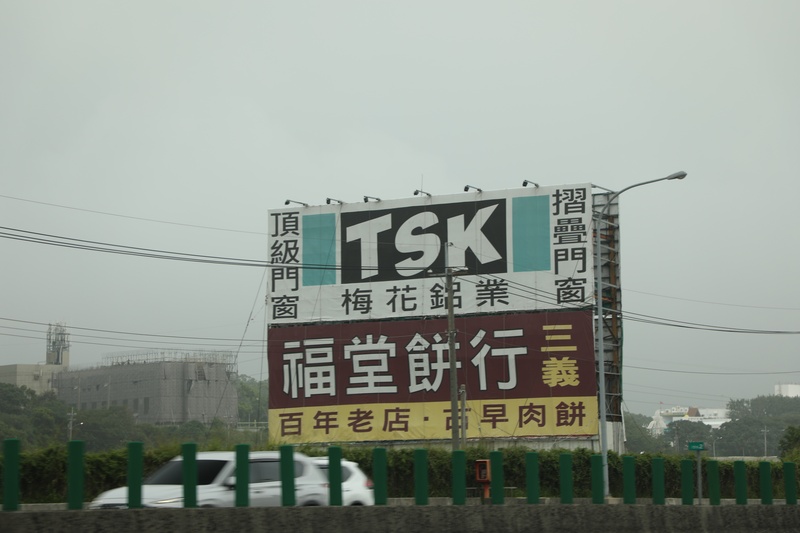 頂級門窗
TSK
摺疊門窗
梅花鋁業
福堂餅行
三義
百年老店·古早肉餅